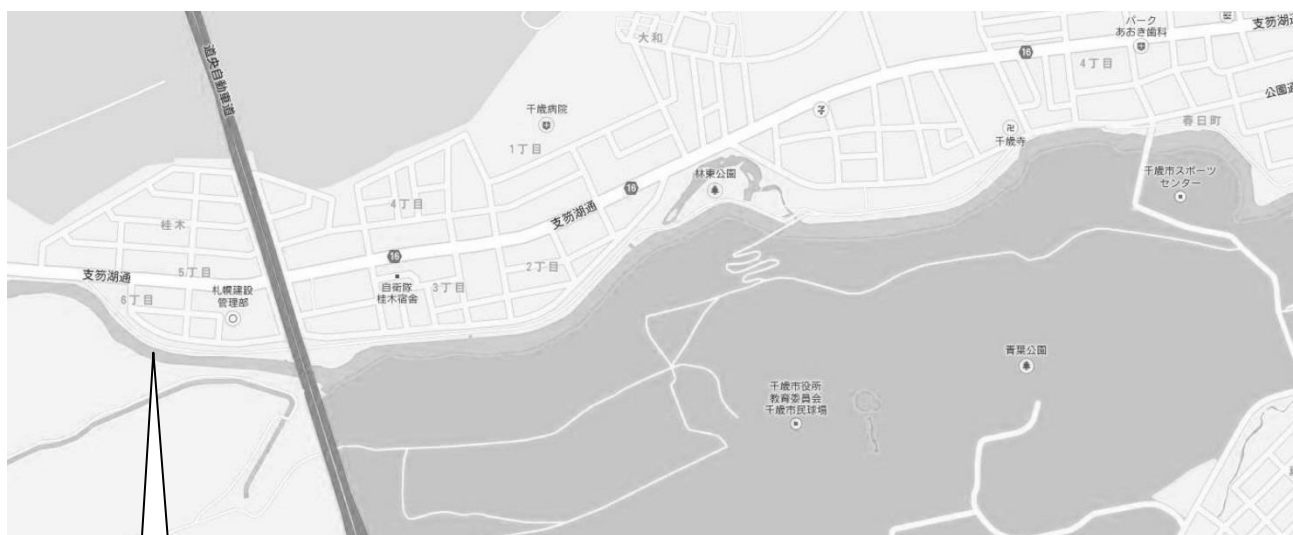 支笏湖通
パーク
あおき歯科
16
大和
4丁目
道央自動車道
公園通
千歳病院
春日町
千歳寺
1丁目
林東公園
千歳市スポーツ
センター
16
4丁目
支笏湖通
桂木
16
2丁目
5丁目
支笏湖通
自衛隊
桂木宿舎
3丁目
札幌建設
管理部
6丁目
青葉公園
千歳市役所
教育委員会
千歳市民球場